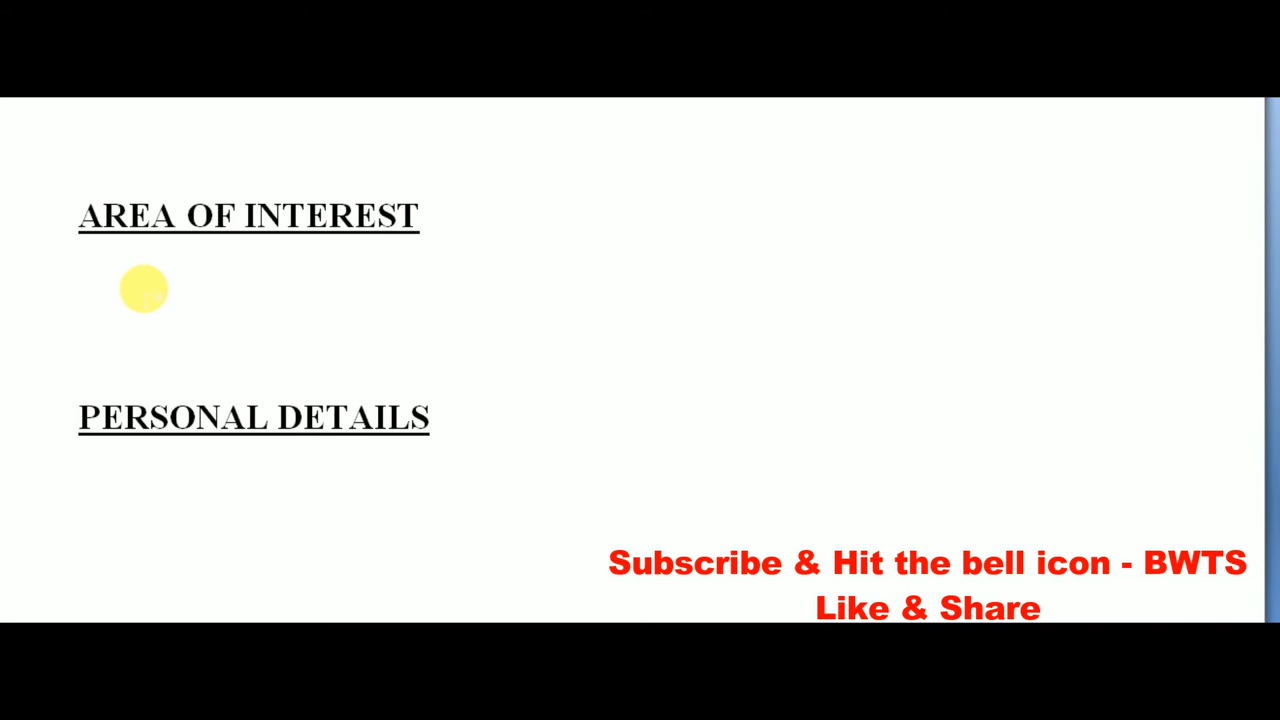 AREA OF INTEREST
PERSONAL DETAILS
Subscribe & Hit the bell icon - BWTS
Like & Share